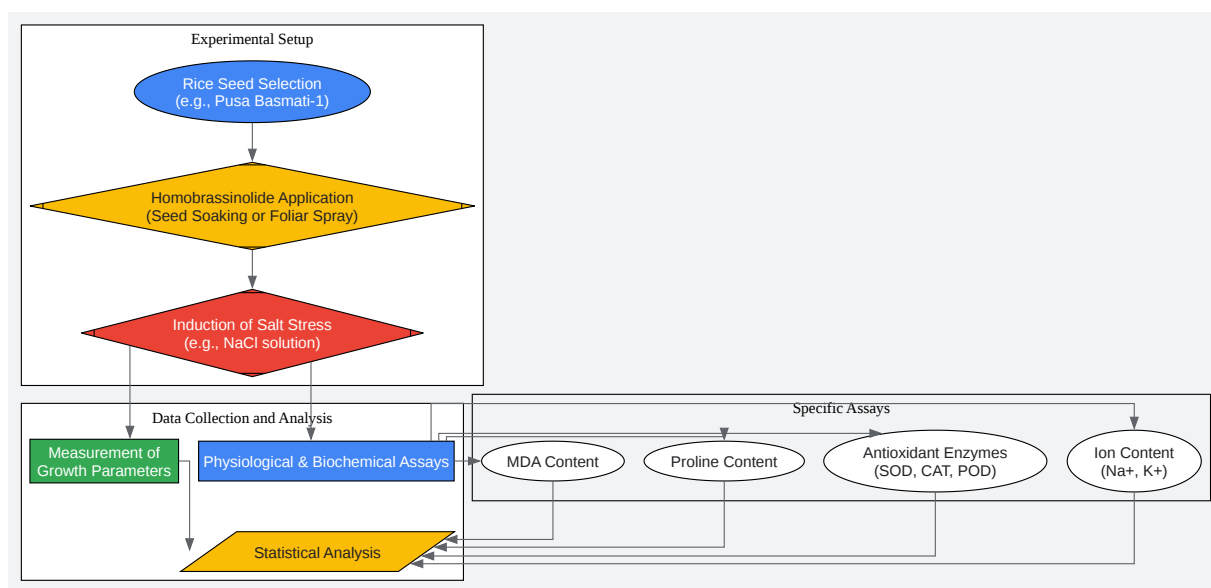 Experimental Setup
Rice Seed Selection
(e.g., Pusa Basmati-1)
Homobrassinolide Application
(Seed Soaking or Foliar Spray)
Induction of Salt Stress
(e.g., NaCl solution)
Data Collection and Analysis
Specific Assays
Measurement of
Growth Parameters
Physiological & Biochemical Assays
MDA Content
Proline Content
Antioxidant Enzymes
(SOD, CAT, POD)
Ion Content
(Na+, K+)
Statistical Analysis